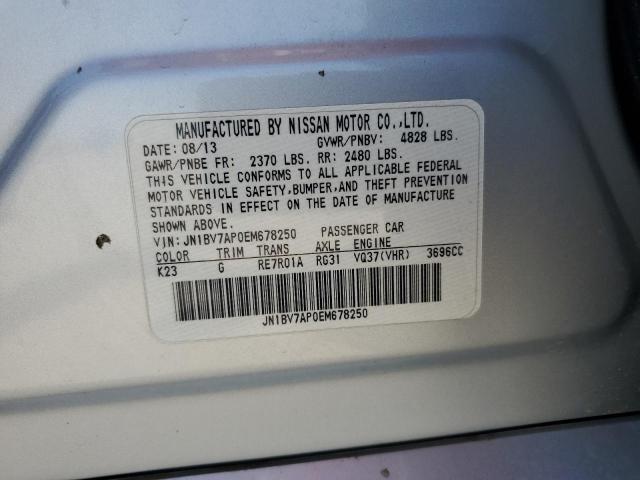 MANUFACTURED BY NISSAN MOTOR CO.,LTD.
DATE: 08/13 GVWR/PNBV: 4828 LBS.
GAWR/PNBE FR: 2370 LBS. RR: 2480 LBS.
THIS VEHICLE CONFORMS TO ALL APPLICABLE FEDERAL
MOTOR VEHICLE SAFETY,BUMPER,AND THEFT PREVENTION
STANDARDS IN EFFECT ON THE DATE OF MANUFACTURE
SHOWN ABOVE.
VIN: JN1BV7AP0EM678250 PASSENGER CAR
COLOR TRIM TRANS AXLE ENGINE
K23 G RE7R01A RG31 VQ37(VHR) 3696CC
JN1BV7AP0EM678250